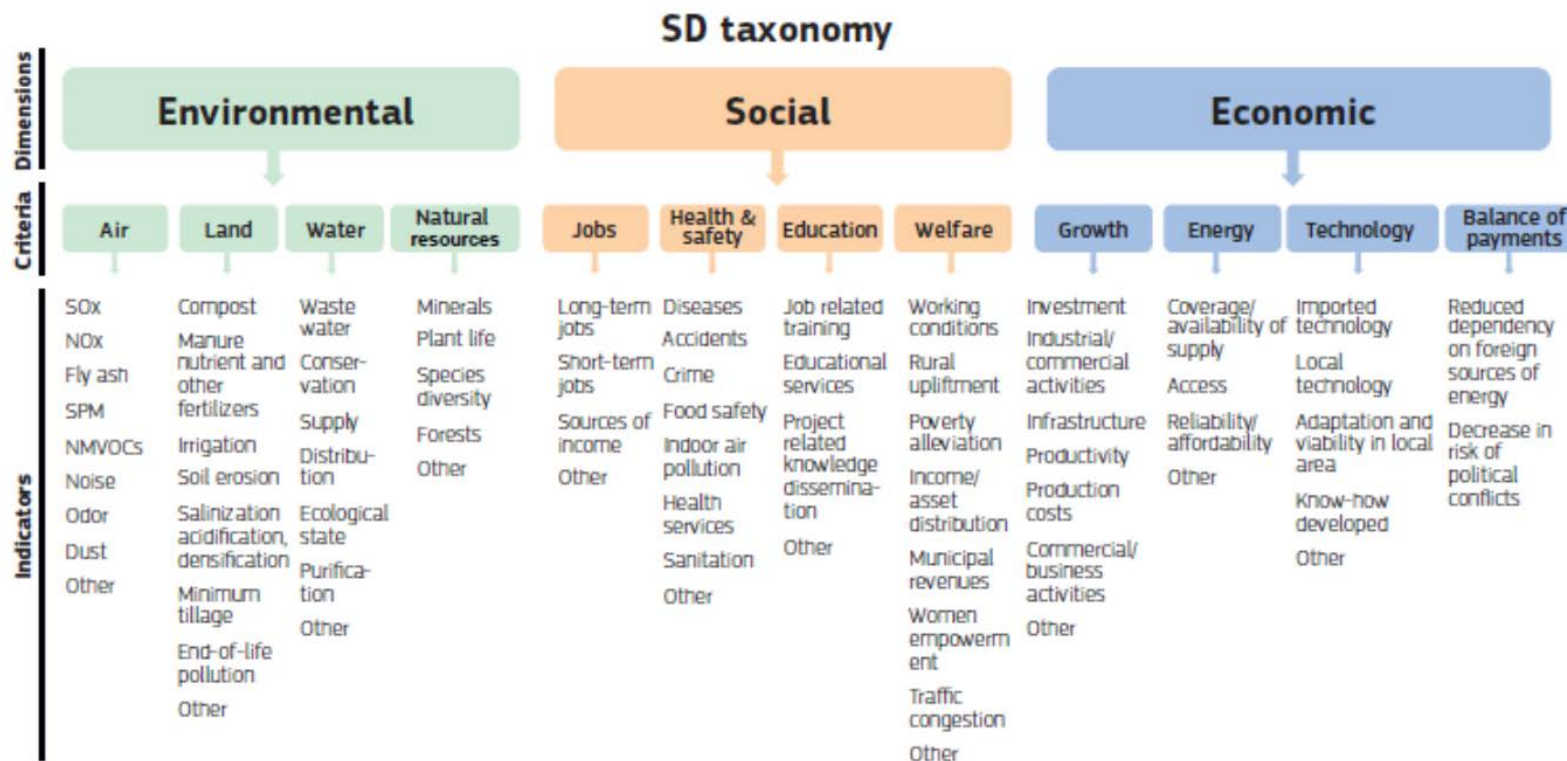 SD taxonomy
Dimensions
Environmental
Social
Economic
Criteria
Air
Land
Water
Natural
resources
Jobs
Health &
safety
Education
Welfare
Growth
Energy
Technology
Balance of
payments
Indicators
SOx
NOx
Fly ash
SPM
NMVOCs
Noise
Odor
Dust
Other
Compost
Manure
nutrient and
other
fertilizers
Irrigation
Soil erosion
Salinization
acidification,
densification
Minimum
tillage
End-of-life
pollution
Other
Waste
water
Conser-
vation
Supply
Distribu-
tion
Ecological
state
Purifica-
tion
Other
Minerals
Plant life
Species
diversity
Forests
Other
Long-term
jobs
Short-term
jobs
Sources of
income
Other
Diseases
Accidents
Crime
Food safety
Indoor air
pollution
Health
services
Sanitation
Other
Job related
training
Educational
services
Project
related
knowledge
dissemina-
tion
Other
Working
conditions
Rural
upliftment
Poverty
alleviation
Income/
asset
distribution
Municipal
revenues
Women
empowerm
ent
Traffic
congestion
Other
Investment
Industrial/
commercial
activities
Infrastructure
Productivity
Production
costs
Commercial/
business
activities
Other
Coverage/
availability of
supply
Access
Reliability/
affordability
Other
Imported
technology
Local
technology
Adaptation and
viability in local
area
Know-how
developed
Other
Reduced
dependency
on foreign
sources of
energy
Decrease in
risk of
political
conflicts